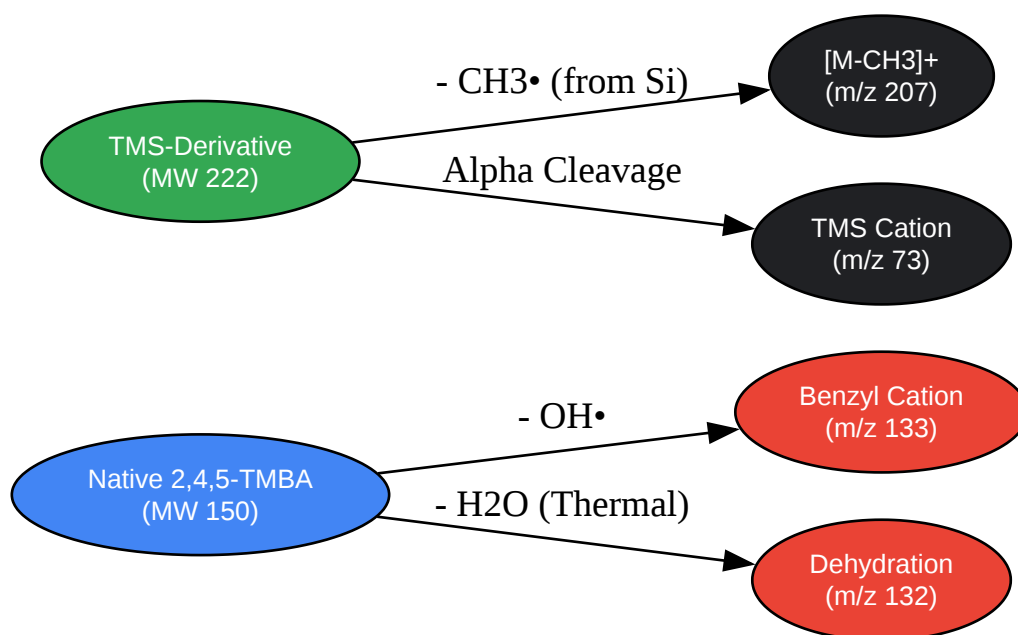 [M-CH3]+
(m/z 207)
- CH3• (from Si)
TMS-Derivative
(MW 222)
Alpha Cleavage
TMS Cation
(m/z 73)
Benzyl Cation
(m/z 133)
- OH•
Native 2,4,5-TMBA
(MW 150)
- H2O (Thermal)
Dehydration
(m/z 132)